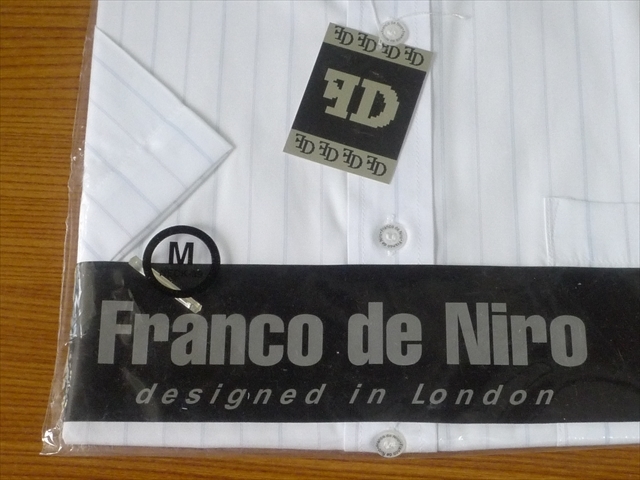 FD FD FD FD
FD
FD FD FD FD
M
Franco de Niro
designed in London